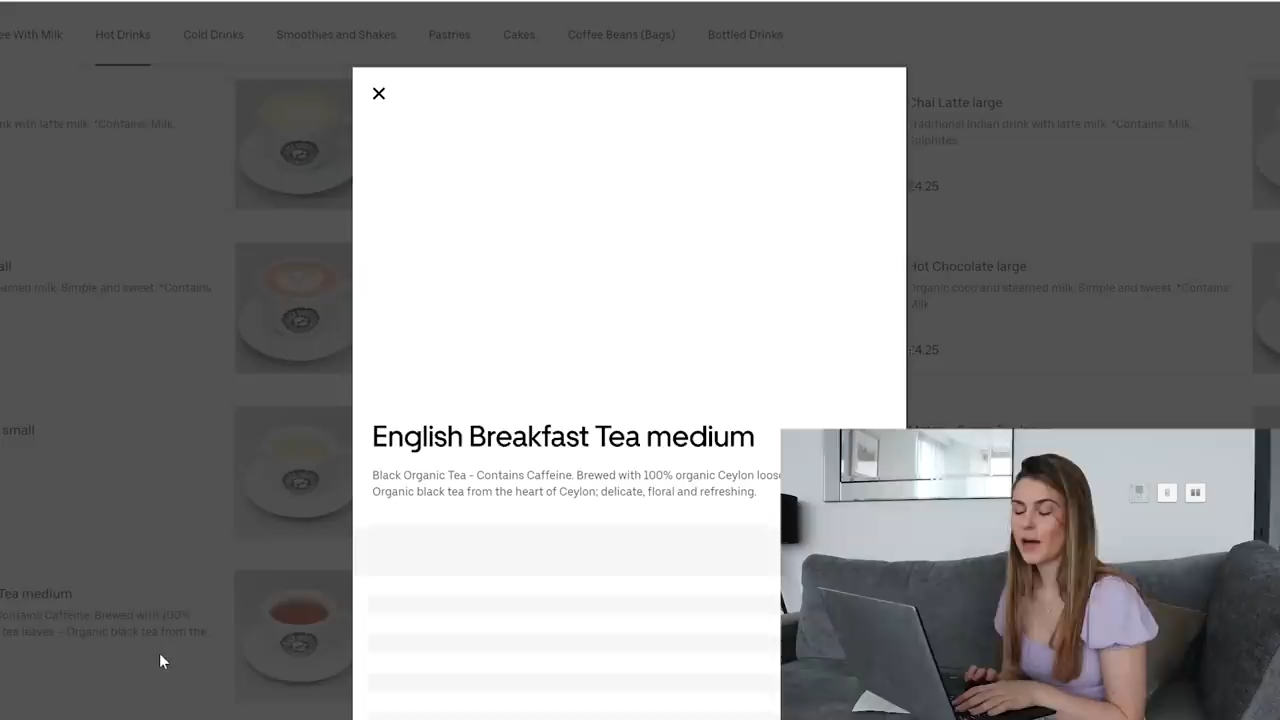 ee With Milk
Hot Drinks
Cold Drinks
Smoothies and Shakes
Pastries
Cakes
Coffee Beans (Bags)
Bottled Drinks
nk with latte milk. *Contains: Milk,
Chai Latte large
Traditional Indian drink with latte milk. *Contains: Milk,
Sulphites.
£4.25
all
eamed milk. Simple and sweet. *Contains:
Hot Chocolate large
Organic coco and steamed milk. Simple and sweet. *Contains:
Milk
£4.25
small
English Breakfast Tea medium
Black Organic Tea - Contains Caffeine. Brewed with 100% organic Ceylon loose
Organic black tea from the heart of Ceylon; delicate, floral and refreshing.
Tea medium
Contains Caffeine. Brewed with 100%
tea leaves - Organic black tea from the